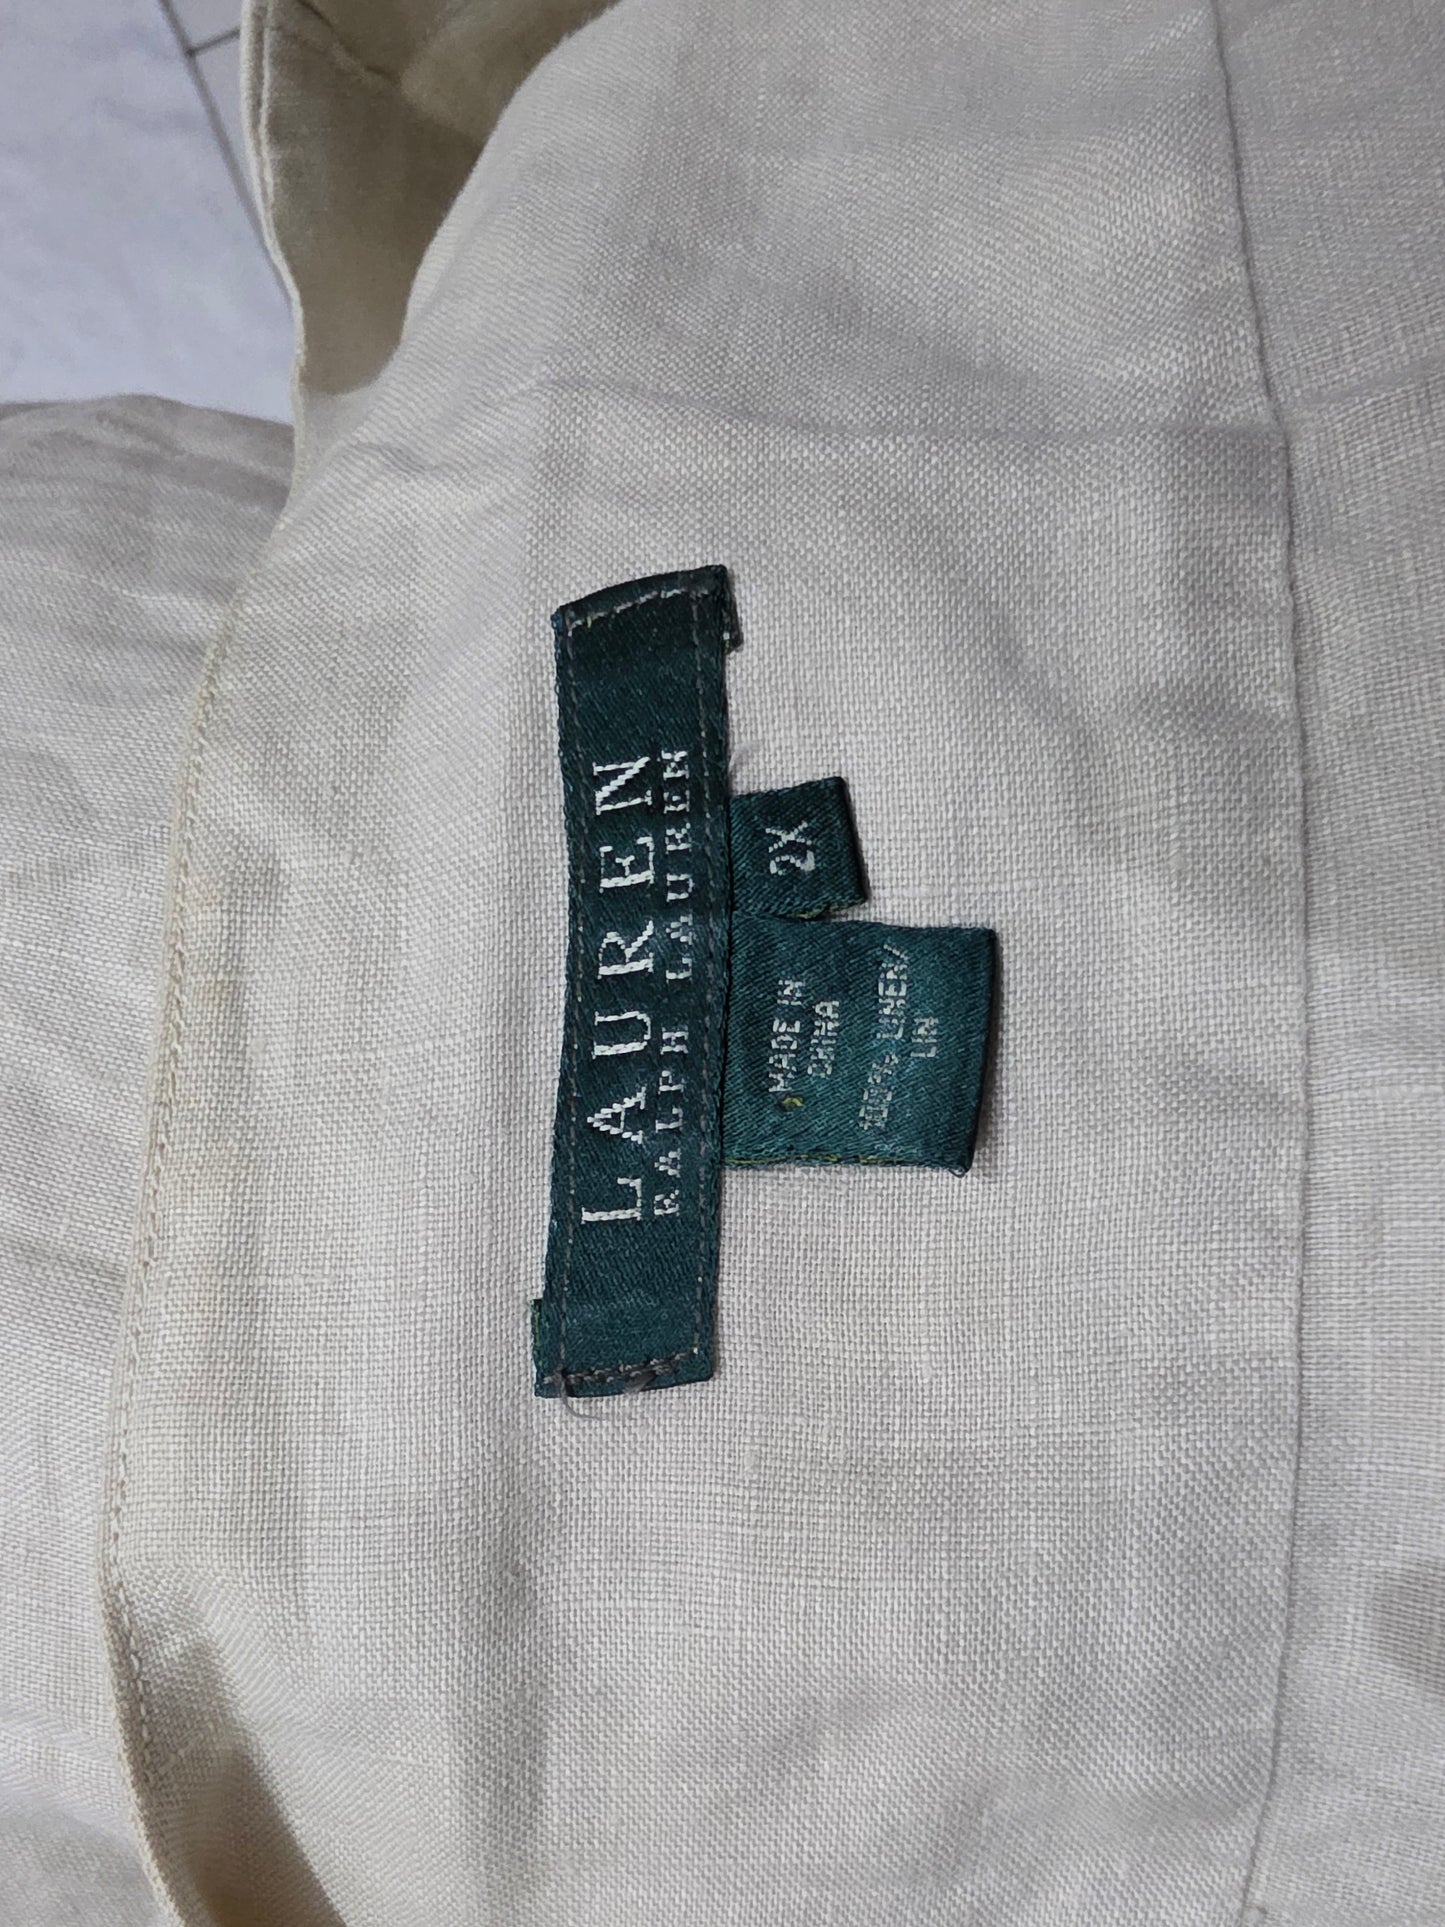 LAUREN
RALPH LAUREN
2X
MADE IN
CHINA
100% LINEN/
LIN